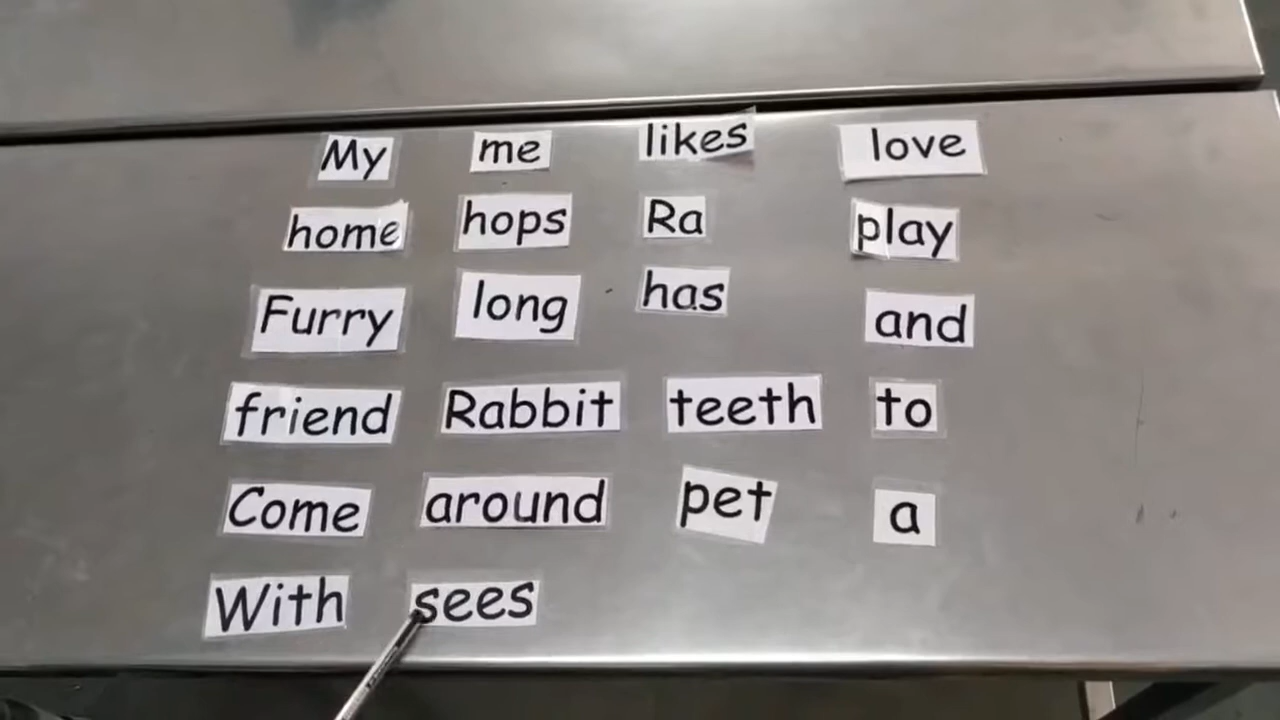 My me likes love
home hops Ra play
Furry long has and
friend Rabbit teeth to
Come around pet a
With sees